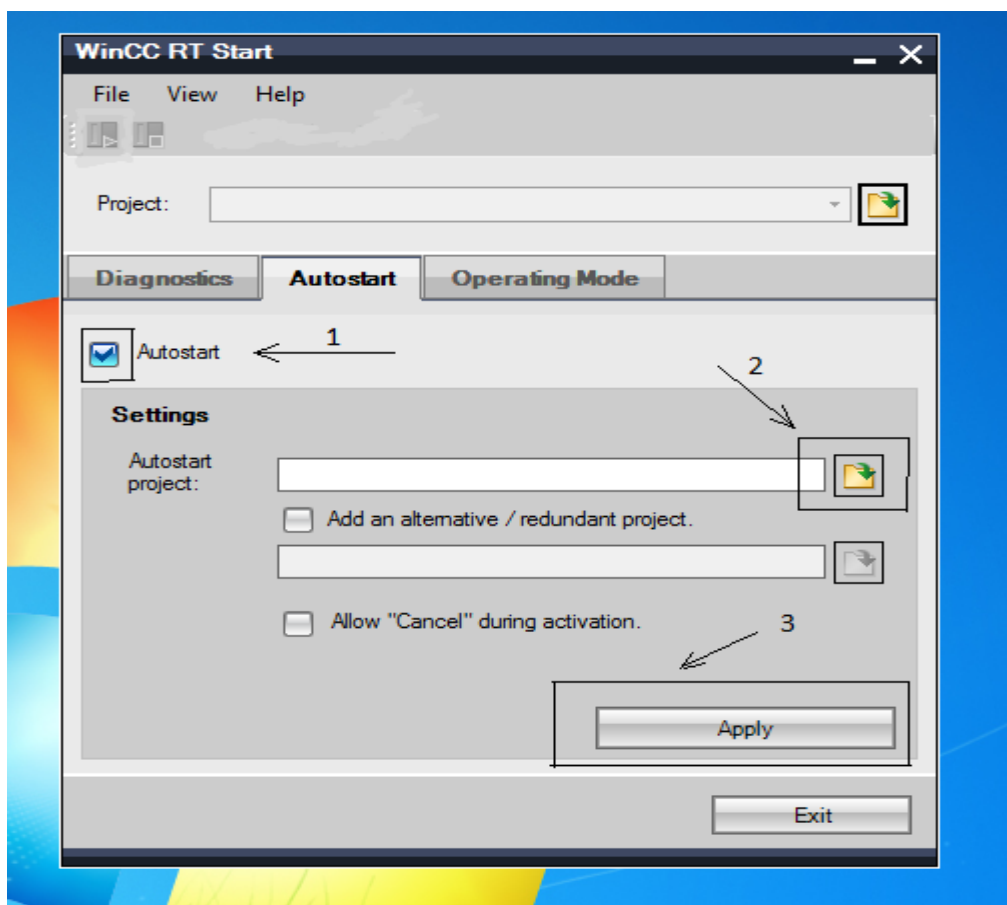 WinCC RT Start
File View Help
Project:
Diagnostics Autostart Operating Mode
Autostart 1
2
Settings
Autostart
project:
Add an alternative / redundant project.
Allow "Cancel" during activation.
3
Apply
Exit